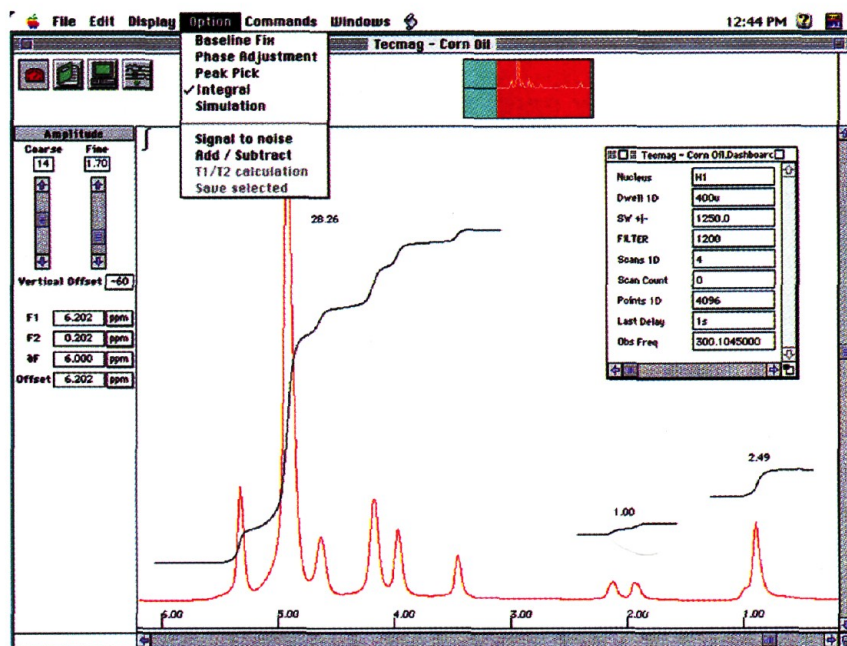 File Edit Display Option Commands Windows 12:44 PM
Baseline Fix
Phase Adjustment
Peak Pick
✓Integral
Simulation
Signal to noise
Add / Subtract
T1/T2 calculation
Save selected
Tecmag - Corn Oil
Amplitude
Coarse Fine
14 1.70
Vertical Offset -60
F1 6.202 ppm
F2 0.202 ppm
∂F 6.000 ppm
Offset 6.202 ppm
∫
28.26
1.00
2.49
Tecmag - Corn Oil.Dashboard
Nucleus H1
Dwell 1D 400u
SW +/- 1250.0
FILTER 1200
Scans 1D 4
Scan Count 0
Points 1D 4096
Last Delay 1s
Obs Freq 300.1045000
6.00 5.00 4.00 3.00 2.00 1.00